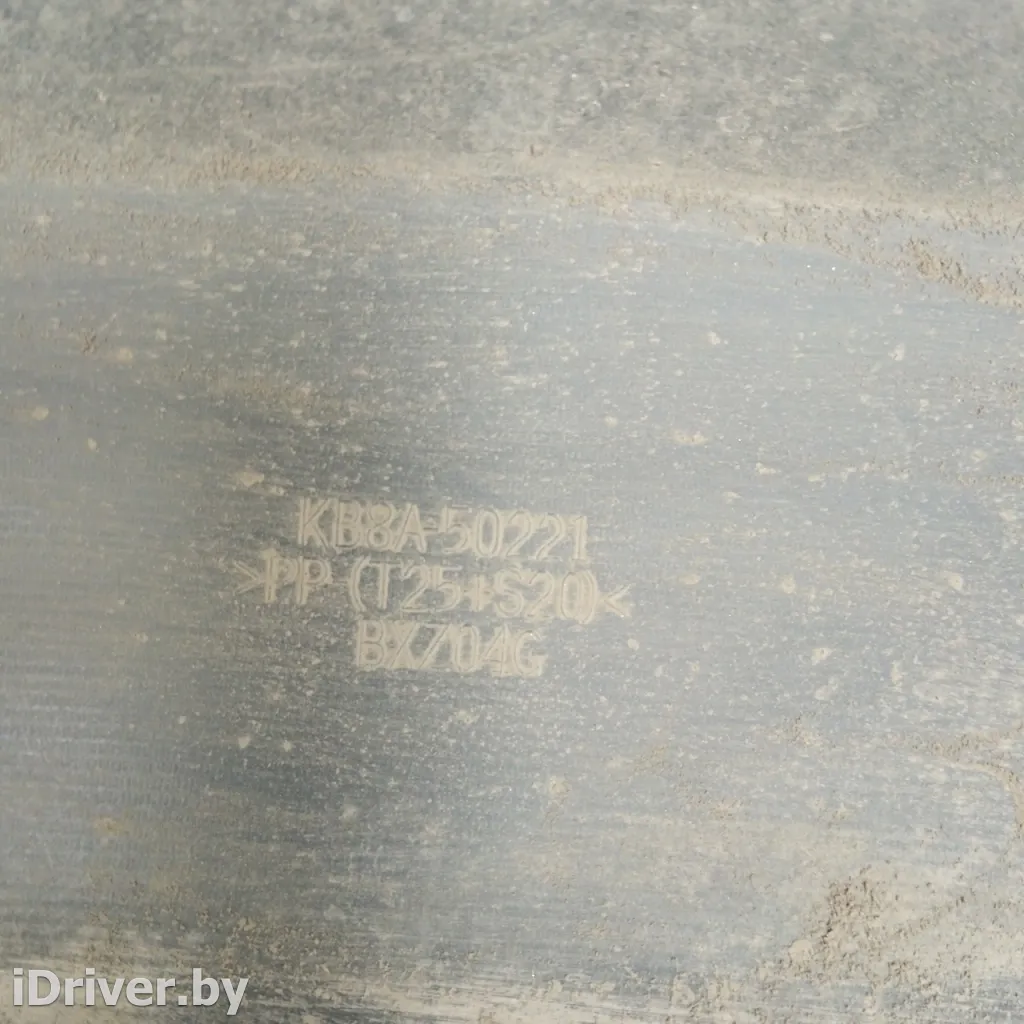 KB8A-50221
>PP-(T25+S20)<
BX704G
iDriver.by